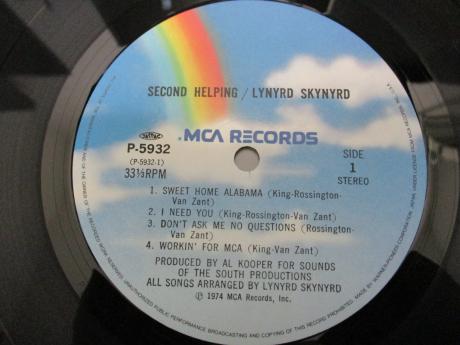 SECOND HELPING / LYNYRD SKYNYRD
MCA RECORDS
P-5932
(P-5932-1)
33⅓RPM
SIDE
1
STEREO
1. SWEET HOME ALABAMA (King-Rossington-
Van Zant)
2. I NEED YOU (King-Rossington-Van Zant)
3. DON'T ASK ME NO QUESTIONS (Rossington-
Van Zant)
4. WORKIN' FOR MCA (King-Van Zant)
PRODUCED BY AL KOOPER FOR SOUNDS
OF THE SOUTH PRODUCTIONS
ALL SONGS ARRANGED BY LYNYRD SKYNYRD
Ⓟ 1974 MCA Records, Inc.